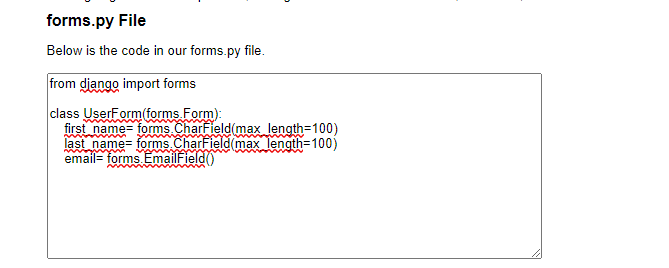 forms.py File
Below is the code in our forms.py file.
from django import forms
class UserForm(forms.Form):
first_name= forms.CharField(max_length=100)
last_name= forms.CharField(max_length=100)
email= forms.EmailField()